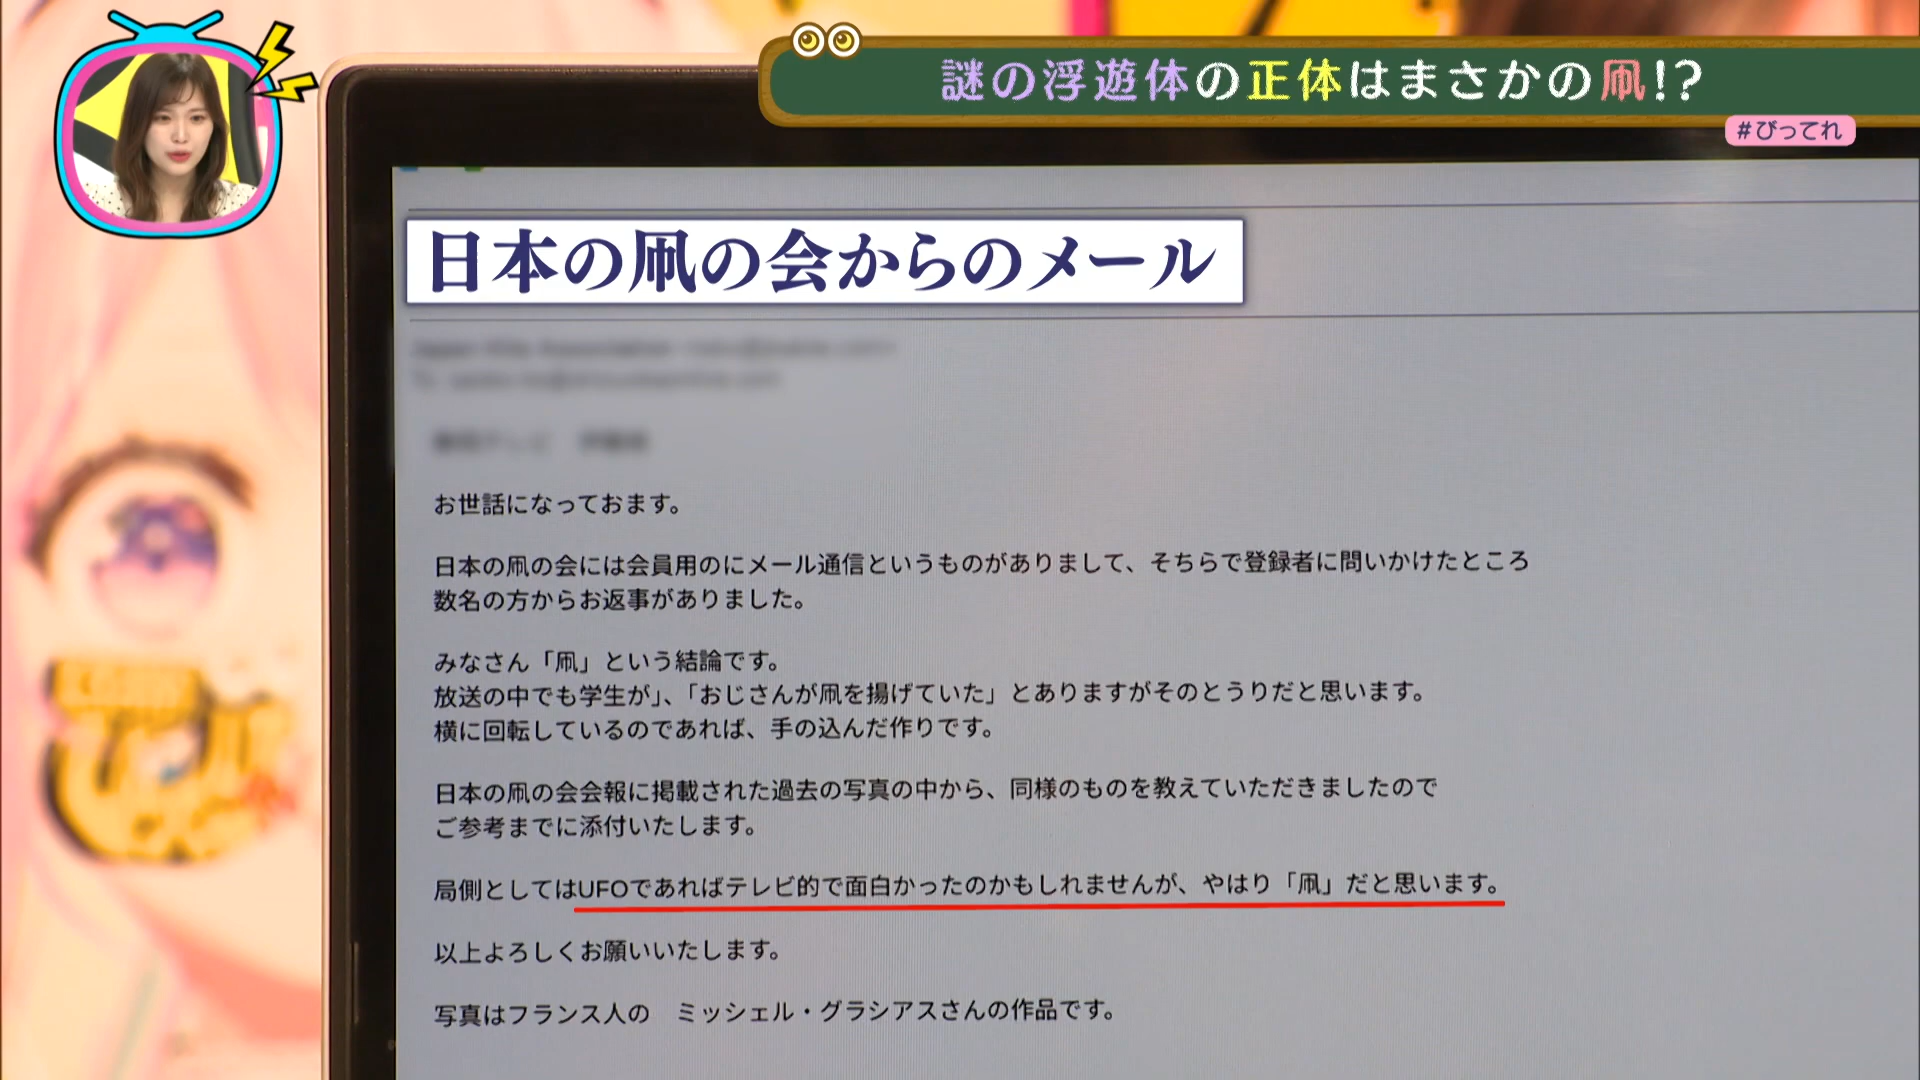 謎の浮遊体の正体はまさかの凧!?
#びってれ
日本の凧の会からのメール
お世話になっておます。
日本の凧の会には会員用のにメール通信というものがありまして、そちらで登録者に問いかけたところ
数名の方からお返事がありました。
みなさん「凧」という結論です。
放送の中でも学生が」、「おじさんが凧を揚げていた」とありますがそのとうりだと思います。
横に回転しているのであれば、手の込んだ作りです。
日本の凧の会会報に掲載された過去の写真の中から、同様のものを教えていただきましたので
ご参考までに添付いたします。
局側としてはUFOであればテレビ的で面白かったのかもしれませんが、やはり「凧」だと思います。
以上よろしくお願いいたします。
写真はフランス人の　ミッシェル・グラシアスさんの作品です。